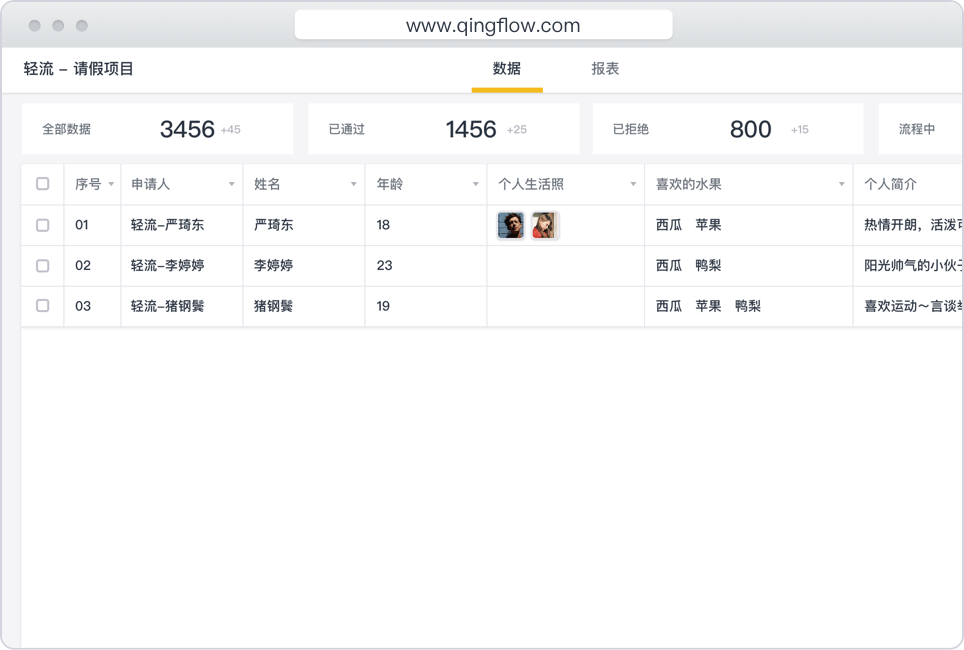 www.qingflow.com
轻流 – 请假项目 数据 报表
全部数据 3456 +45 已通过 1456 +25 已拒绝 800 +15 流程中
序号 申请人 姓名 年龄 个人生活照 喜欢的水果 个人简介
01 轻流–严琦东 严琦东 18 西瓜 苹果 热情开朗，活泼
02 轻流–李婷婷 李婷婷 23 西瓜 鸭梨 阳光帅气的小伙子
03 轻流–猪钢鬃 猪钢鬃 19 西瓜 苹果 鸭梨 喜欢运动～言谈